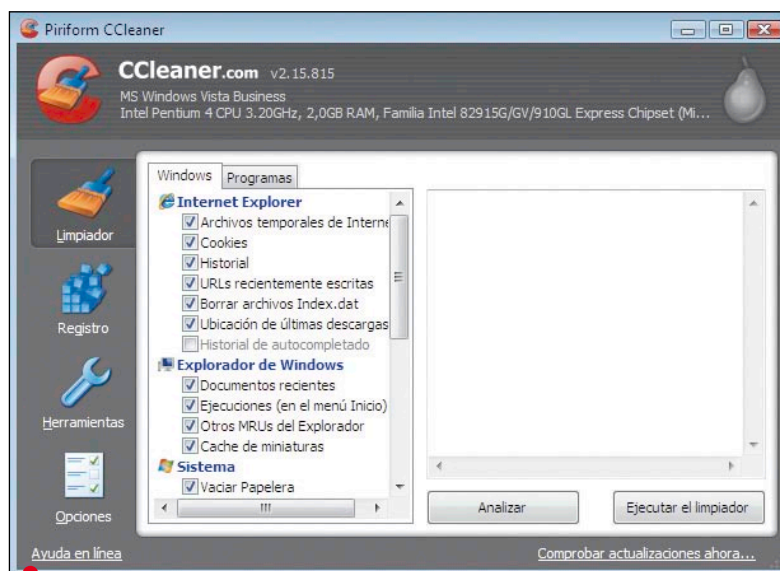 Piriform CCleaner
CCleaner.com v2.15.815
MS Windows Vista Business
Intel Pentium 4 CPU 3.20GHz, 2,0GB RAM, Familia Intel 82915G/GV/910GL Express Chipset (Mi...
Limpiador
Registro
Herramientas
Opciones
Windows
Programas
Internet Explorer
Archivos temporales de Interne
Cookies
Historial
URLs recientemente escritas
Borrar archivos Index.dat
Ubicación de últimas descargas
Historial de autocompletado
Explorador de Windows
Documentos recientes
Ejecuciones (en el menú Inicio)
Otros MRUs del Explorador
Cache de miniaturas
Sistema
Vaciar Papelera
Analizar
Ejecutar el limpiador
Ayuda en línea
Comprobar actualizaciones ahora...